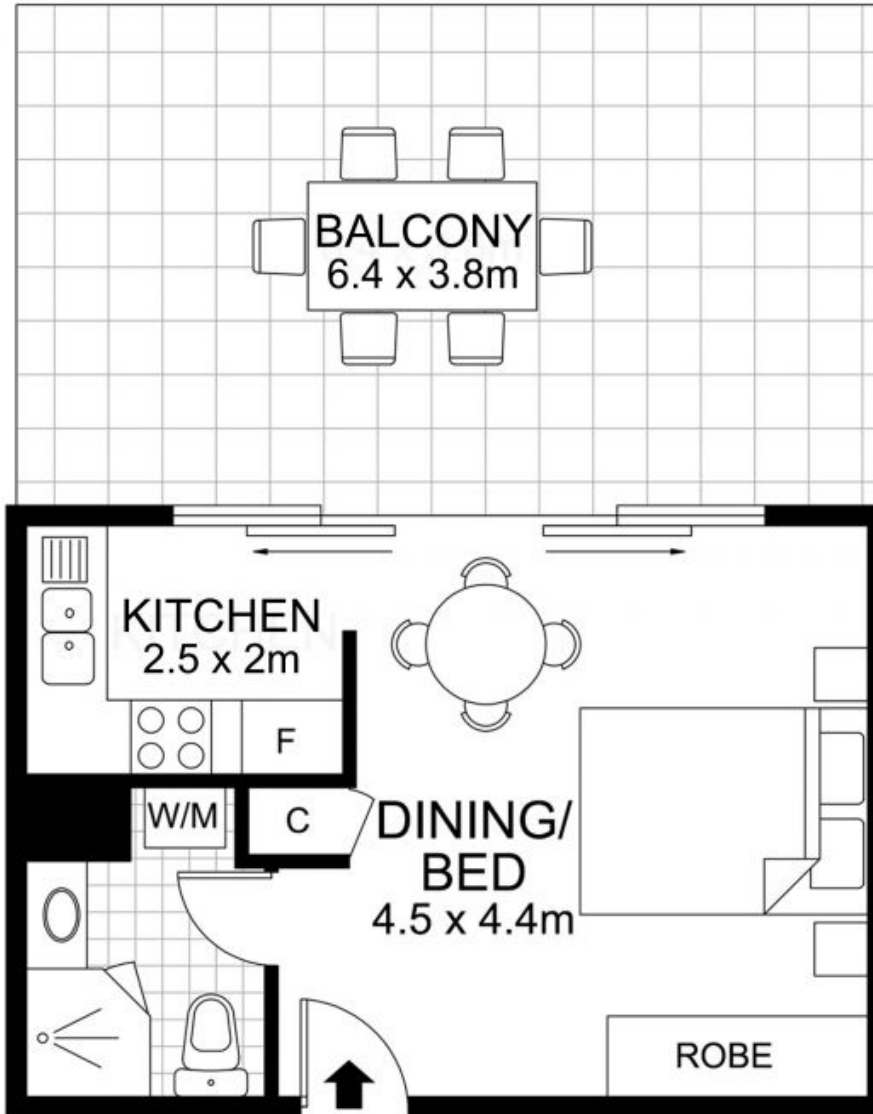 BALCONY
6.4 x 3.8m
KITCHEN
2.5 x 2m
F
W/M
C
DINING/
BED
4.5 x 4.4m
ROBE